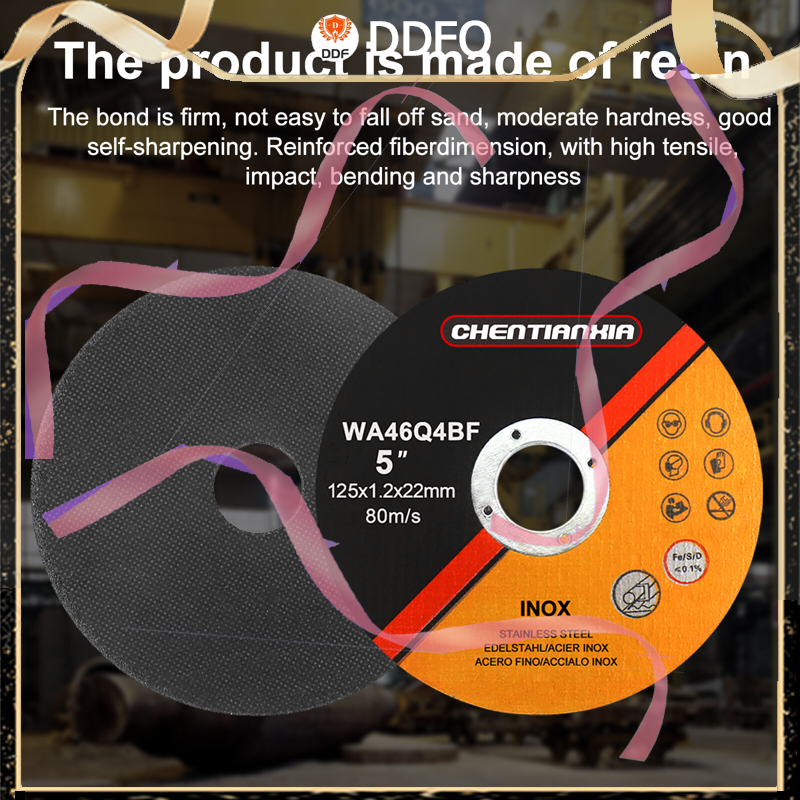 DDFO
DDF
The product is made of resin
The bond is firm, not easy to fall off sand, moderate hardness, good
self-sharpening. Reinforced fiberdimension, with high tensile,
impact, bending and sharpness
CHENTIANXIA
WA46Q4BF
5"
125x1.2x22mm
80m/s
Fe/S/D
≤0.1%
INOX
STAINLESS STEEL
EDELSTAHL/ACIER INOX
ACERO FINO/ACCIALO INOX